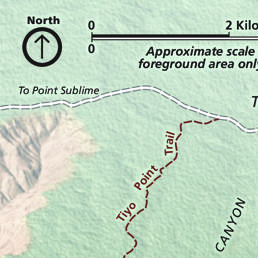 North
0 2 Kilo
0
Approximate scale
foreground area only
To Point Sublime
T
Tiyo Point Trail
CANYON